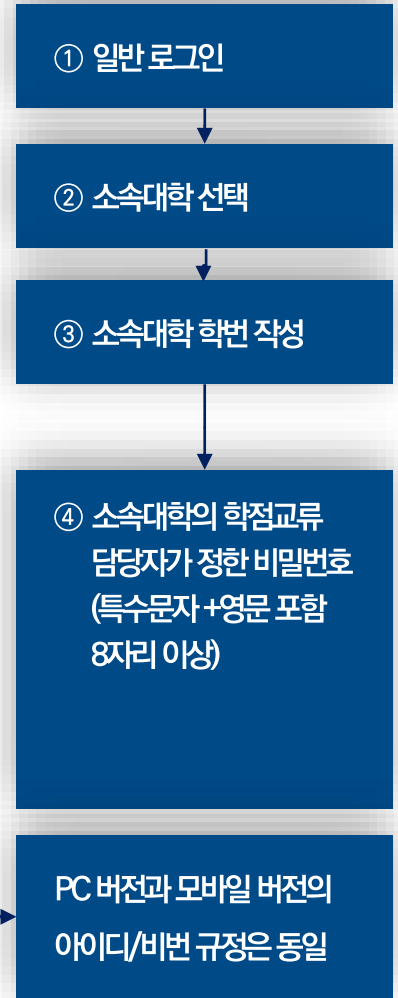 ① 일반 로그인
② 소속대학 선택
③ 소속대학 학번 작성
④ 소속대학의 학점교류
담당자가 정한 비밀번호
(특수문자 +영문 포함
8자리 이상)
PC 버전과 모바일 버전의
아이디/비번 규정은 동일